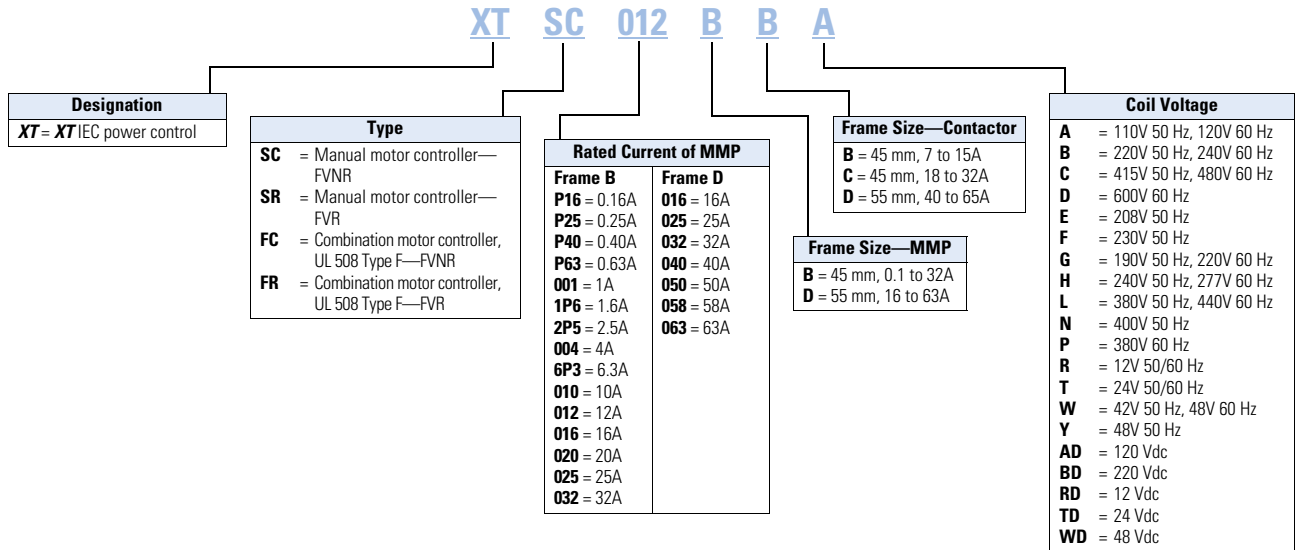 XT SC 012 B B A
Designation
XT = XT IEC power control
Type
SC = Manual motor controller—
FVNR
SR = Manual motor controller—
FVR
FC = Combination motor controller,
UL 508 Type F—FVNR
FR = Combination motor controller,
UL 508 Type F—FVR
Rated Current of MMP
Frame B
P16 = 0.16A
P25 = 0.25A
P40 = 0.40A
P63 = 0.63A
001 = 1A
1P6 = 1.6A
2P5 = 2.5A
004 = 4A
6P3 = 6.3A
010 = 10A
012 = 12A
016 = 16A
020 = 20A
025 = 25A
032 = 32A
Frame D
016 = 16A
025 = 25A
032 = 32A
040 = 40A
050 = 50A
058 = 58A
063 = 63A
Frame Size—MMP
B = 45 mm, 0.1 to 32A
D = 55 mm, 16 to 63A
Frame Size—Contactor
B = 45 mm, 7 to 15A
C = 45 mm, 18 to 32A
D = 55 mm, 40 to 65A
Coil Voltage
A = 110V 50 Hz, 120V 60 Hz
B = 220V 50 Hz, 240V 60 Hz
C = 415V 50 Hz, 480V 60 Hz
D = 600V 60 Hz
E = 208V 50 Hz
F = 230V 50 Hz
G = 190V 50 Hz, 220V 60 Hz
H = 240V 50 Hz, 277V 60 Hz
L = 380V 50 Hz, 440V 60 Hz
N = 400V 50 Hz
P = 380V 60 Hz
R = 12V 50/60 Hz
T = 24V 50/60 Hz
W = 42V 50 Hz, 48V 60 Hz
Y = 48V 50 Hz
AD = 120 Vdc
BD = 220 Vdc
RD = 12 Vdc
TD = 24 Vdc
WD = 48 Vdc